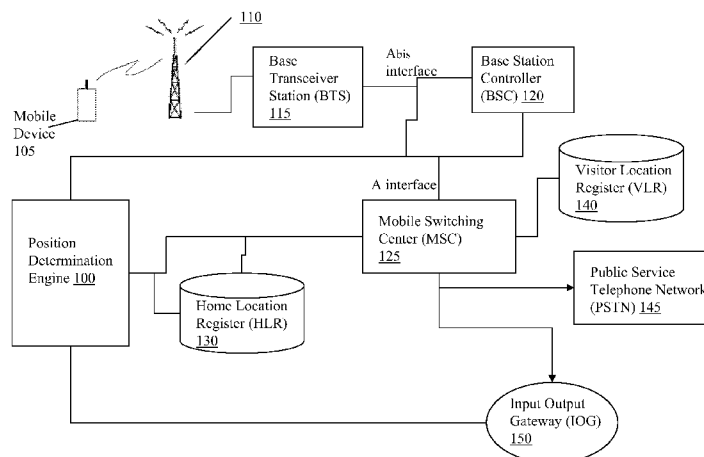 110
Base
Transceiver
Station (BTS)
115
Abis
interface
Base Station
Controller
(BSC) 120
Mobile
Device
105
A interface
Visitor Location
Register (VLR)
140
Position
Determination
Engine 100
Mobile Switching
Center (MSC)
125
Home Location
Register (HLR)
130
Public Service
Telephone Network
(PSTN) 145
Input Output
Gateway (IOG)
150